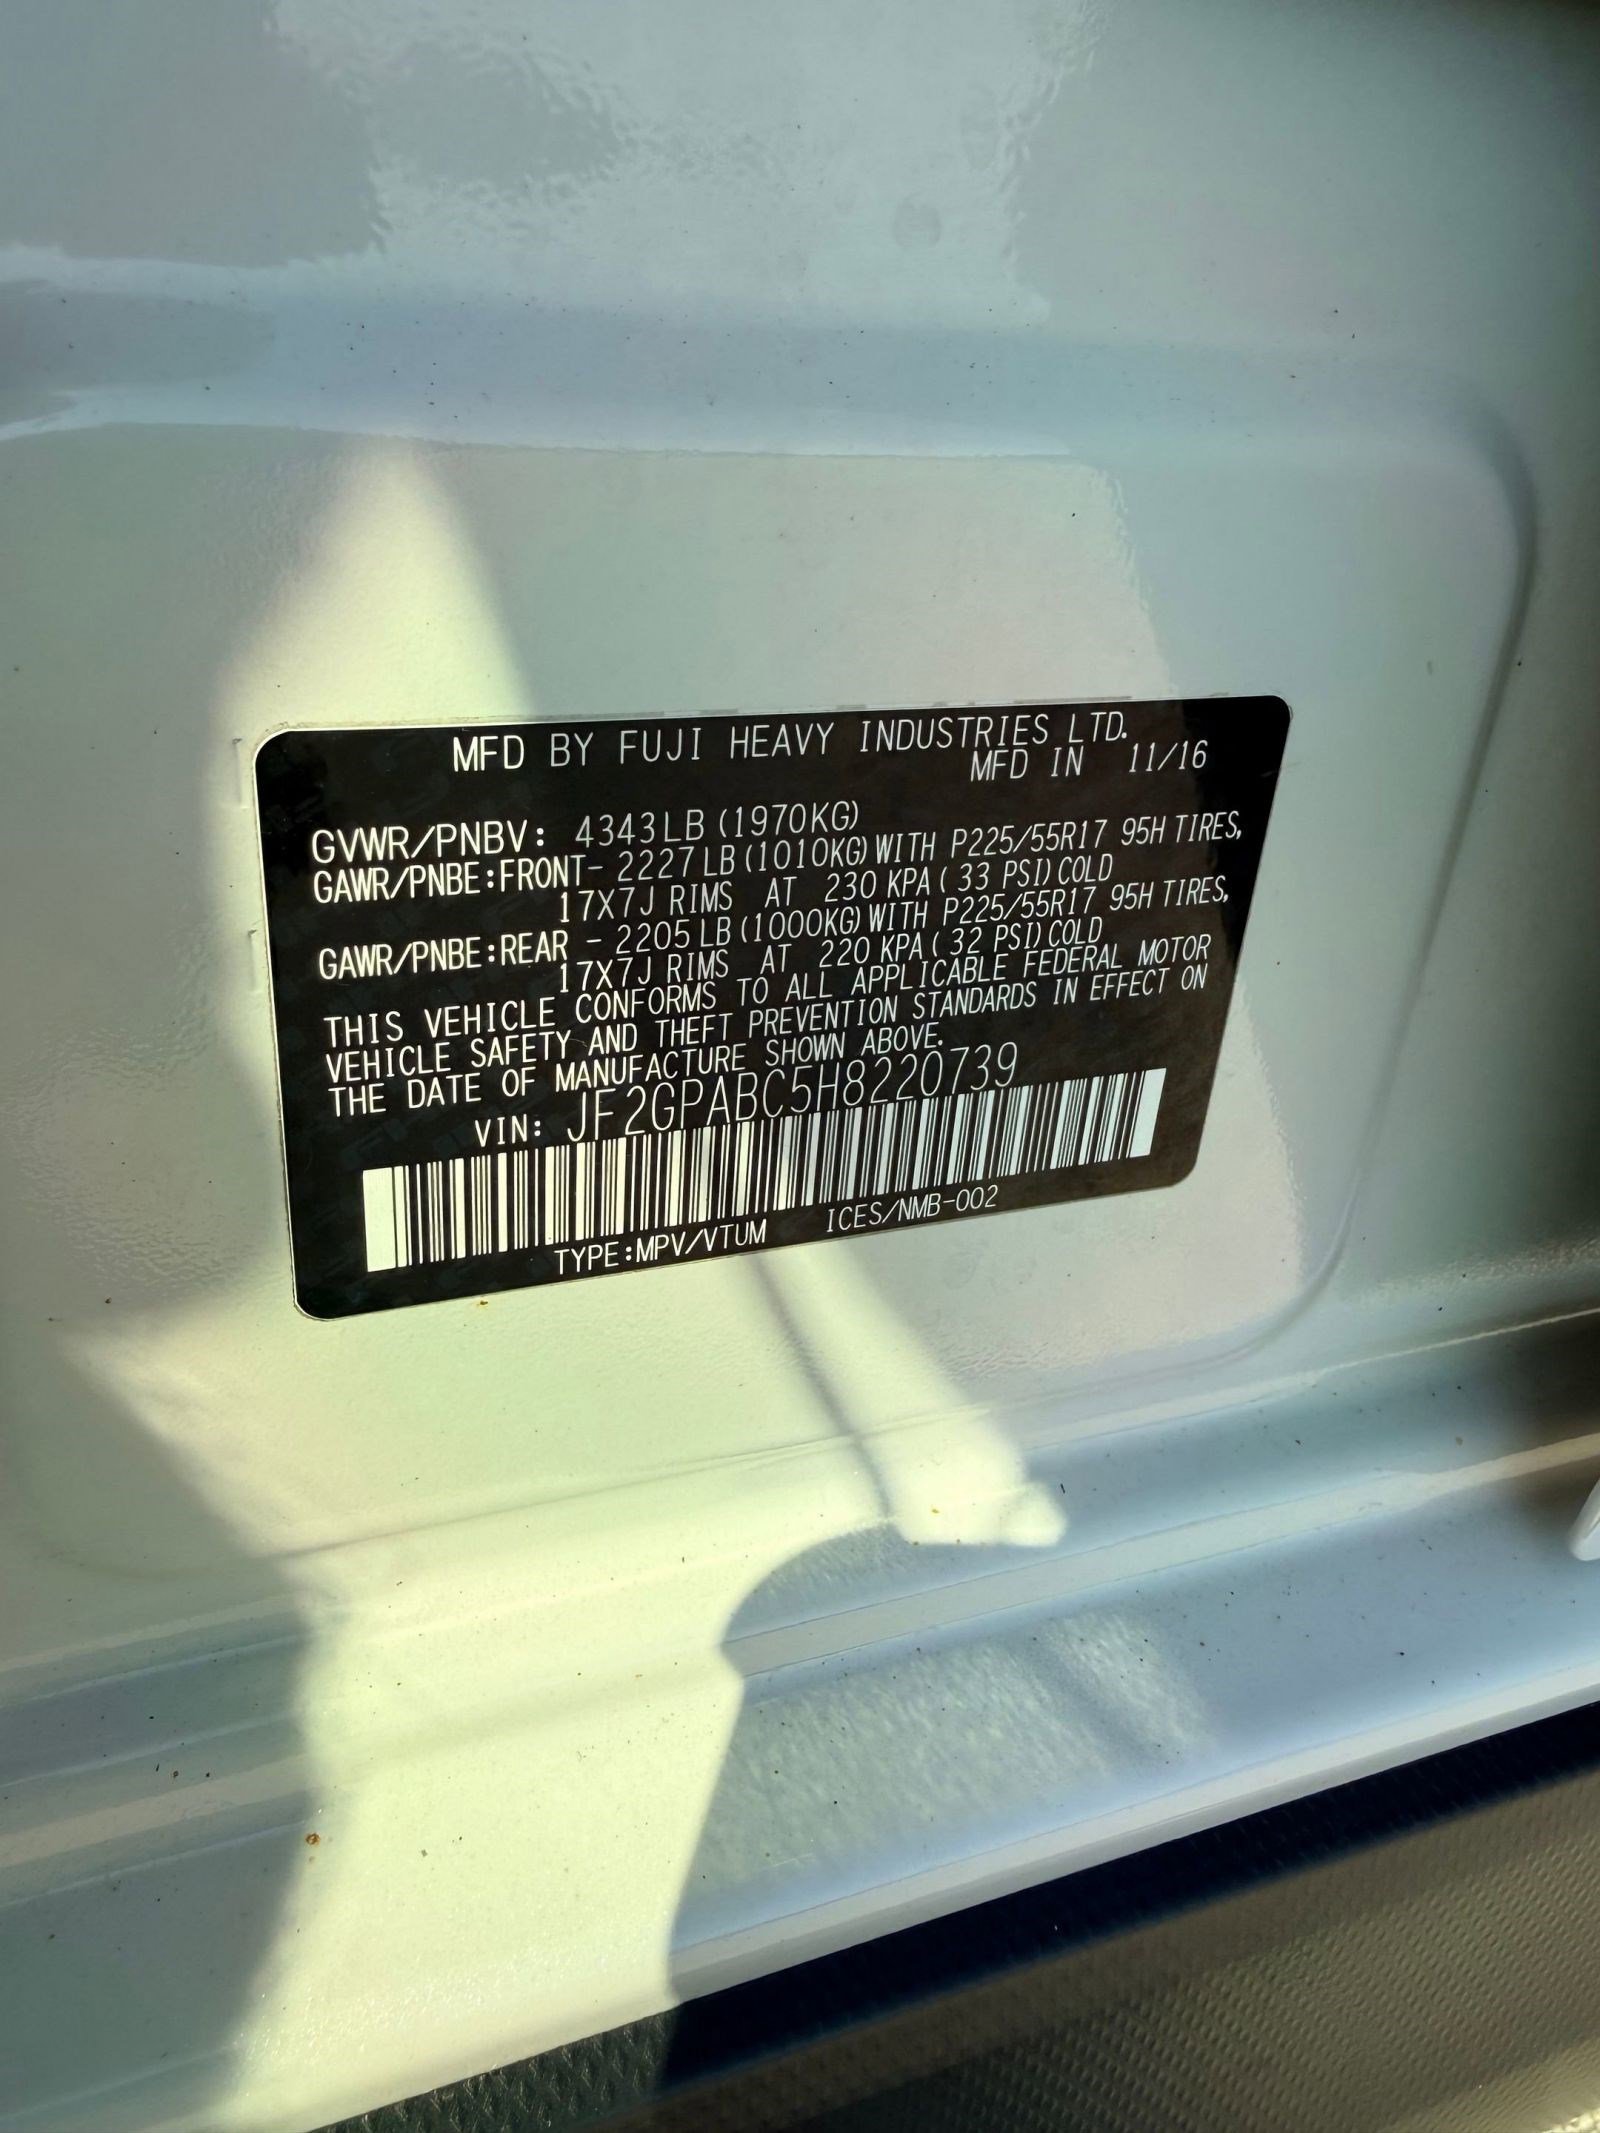 MFD BY FUJI HEAVY INDUSTRIES LTD.
MFD IN 11/16
GVWR/PNBV: 4343LB (1970KG)
GAWR/PNBE:FRONT- 2227LB (1010KG) WITH P225/55R17 95H TIRES,
17X7J RIMS AT 230 KPA ( 33 PSI) COLD
GAWR/PNBE:REAR - 2205LB (1000KG) WITH P225/55R17 95H TIRES,
17X7J RIMS AT 220 KPA ( 32 PSI) COLD
THIS VEHICLE CONFORMS TO ALL APPLICABLE FEDERAL MOTOR
VEHICLE SAFETY AND THEFT PREVENTION STANDARDS IN EFFECT ON
THE DATE OF MANUFACTURE SHOWN ABOVE.
VIN: JF2GPABC5H8220739
TYPE:MPV/VTUM ICES/NMB-002